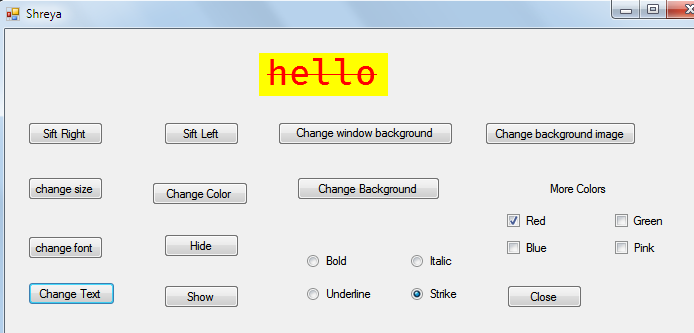 Shreya
hello
Sift Right
Sift Left
Change window background
Change background image
change size
Change Color
Change Background
More Colors
Red
Green
change font
Hide
Blue
Pink
Bold
Italic
Change Text
Show
Underline
Strike
Close